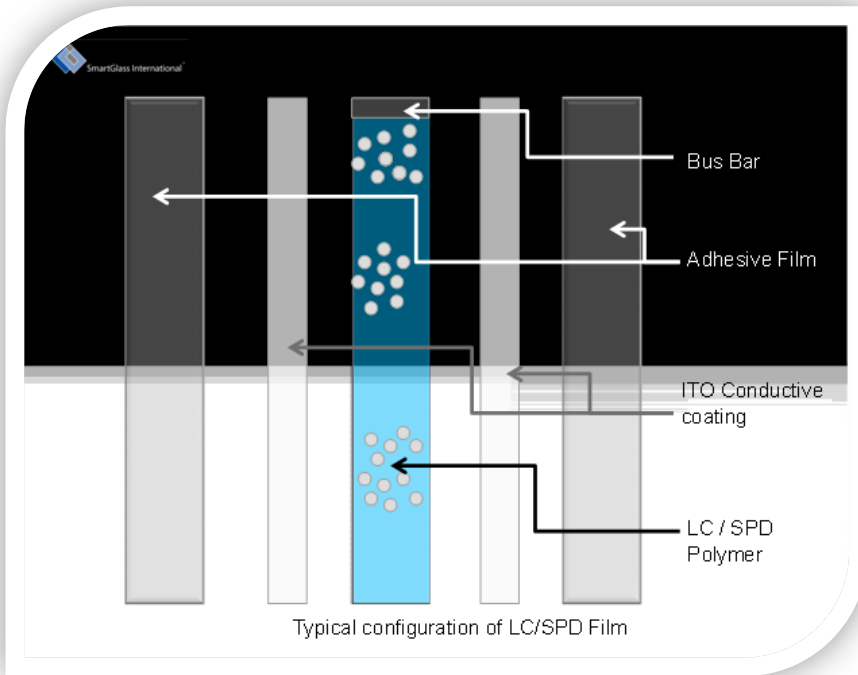 SmartGlass International
Bus Bar
Adhesive Film
ITO Conductive
coating
LC / SPD
Polymer
Typical configuration of LC/SPD Film